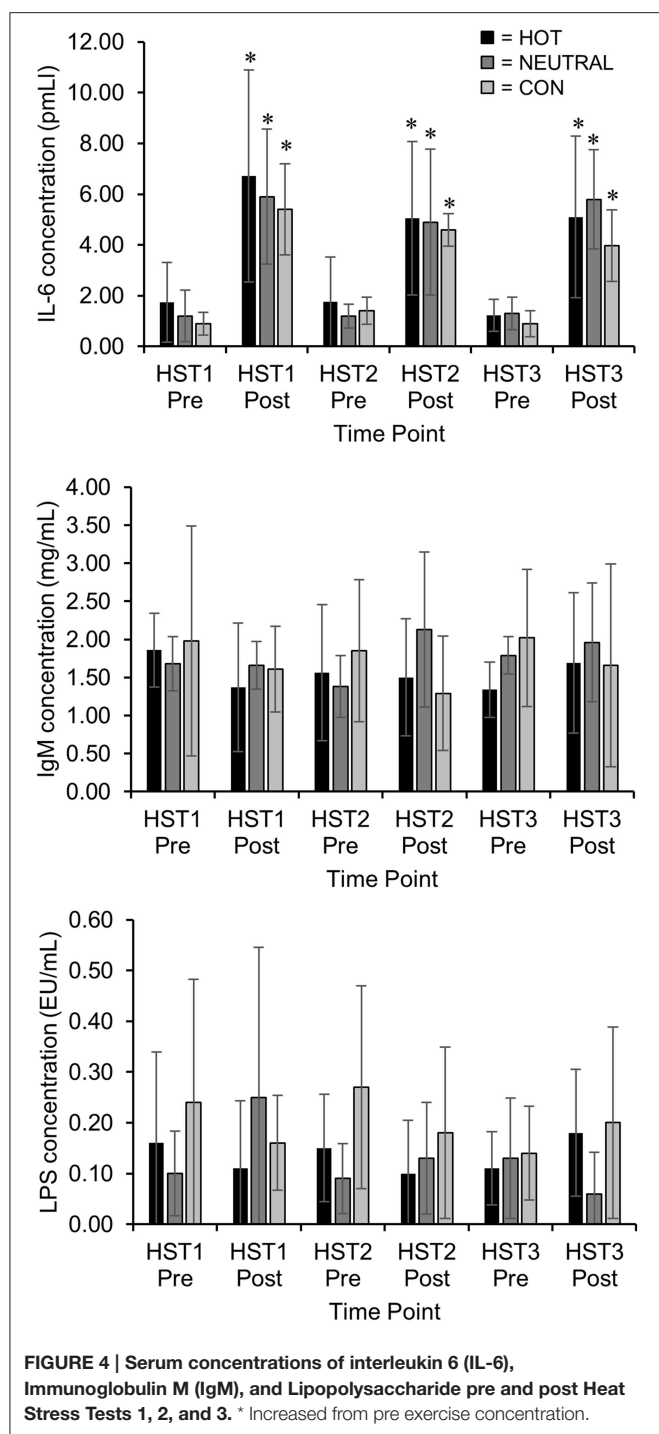 12.00
10.00
8.00
6.00
4.00
2.00
0.00
IL-6 concentration (pmLl)
= HOT
= NEUTRAL
= CON
* * *
* * *
* * *
HST1 Pre
HST1 Post
HST2 Pre
HST2 Post
HST3 Pre
HST3 Post
Time Point
4.00
3.50
3.00
2.50
2.00
1.50
1.00
0.50
0.00
IgM concentration (mg/mL)
HST1 Pre
HST1 Post
HST2 Pre
HST2 Post
HST3 Pre
HST3 Post
Time Point
0.60
0.50
0.40
0.30
0.20
0.10
0.00
LPS concentration (EU/mL)
HST1 Pre
HST1 Post
HST2 Pre
HST2 Post
HST3 Pre
HST3 Post
Time Point
FIGURE 4 | Serum concentrations of interleukin 6 (IL-6),
Immunoglobulin M (IgM), and Lipopolysaccharide pre and post Heat
Stress Tests 1, 2, and 3. * Increased from pre exercise concentration.